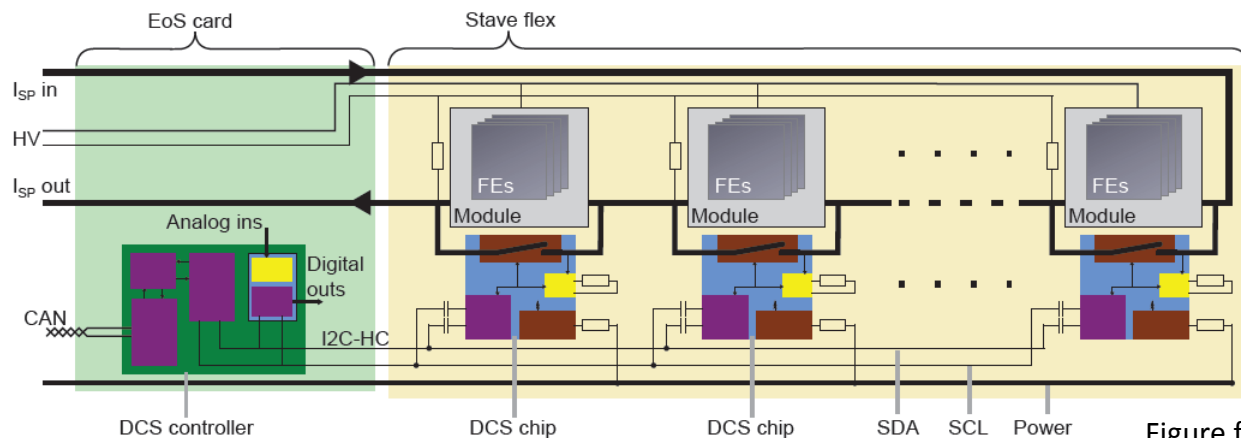 EoS card
Stave flex
I_SP in
HV
I_SP out
FEs
Module
FEs
Module
FEs
Module
Analog ins
Digital
outs
CAN
I2C-HC
DCS controller
DCS chip
DCS chip
SDA
SCL
Power
Figure f